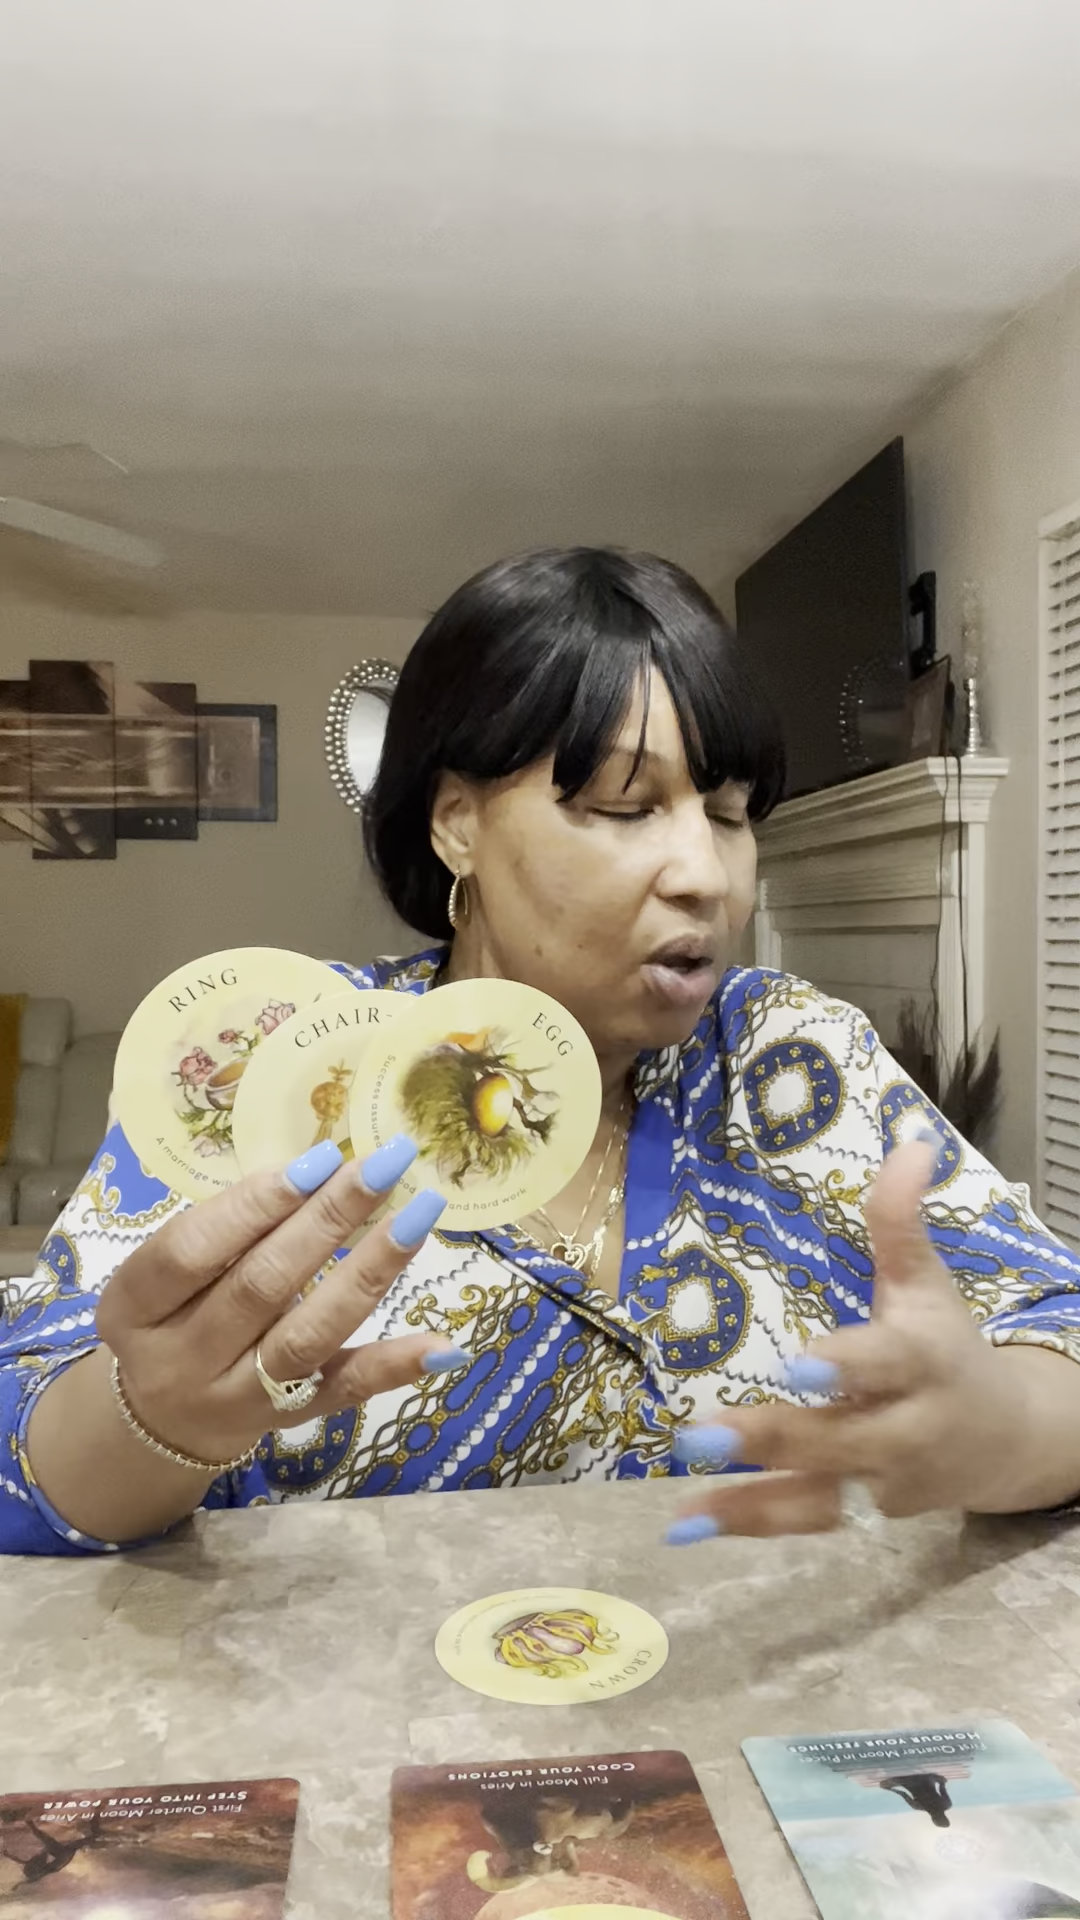 RING
A marriage will
CHAIR
EGG
Success assured
ood
and hard work
CROWN
First Quarter Moon in Aries
STEP INTO YOUR POWER
Full Moon in Aries
COOL YOUR EMOTIONS
First Quarter Moon in Pisces
HONOUR YOUR FEELINGS